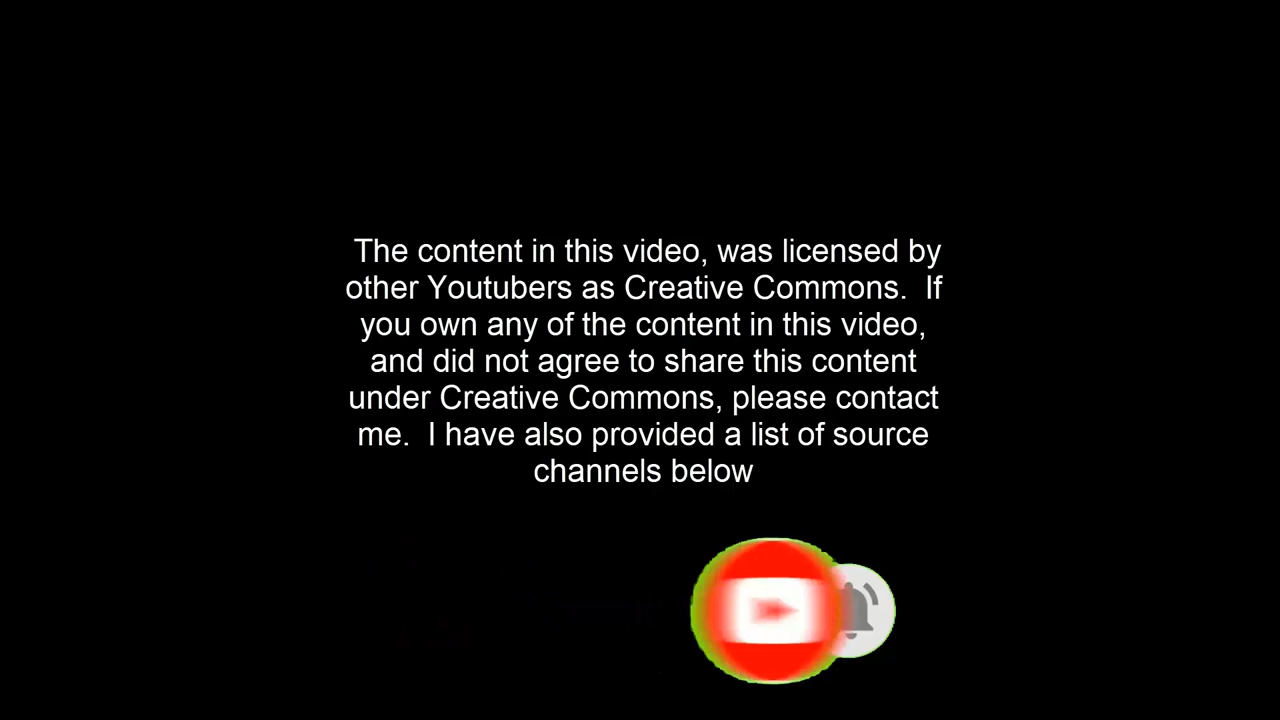 The content in this video, was licensed by
other Youtubers as Creative Commons.  If
you own any of the content in this video,
and did not agree to share this content
under Creative Commons, please contact
me.  I have also provided a list of source
channels below